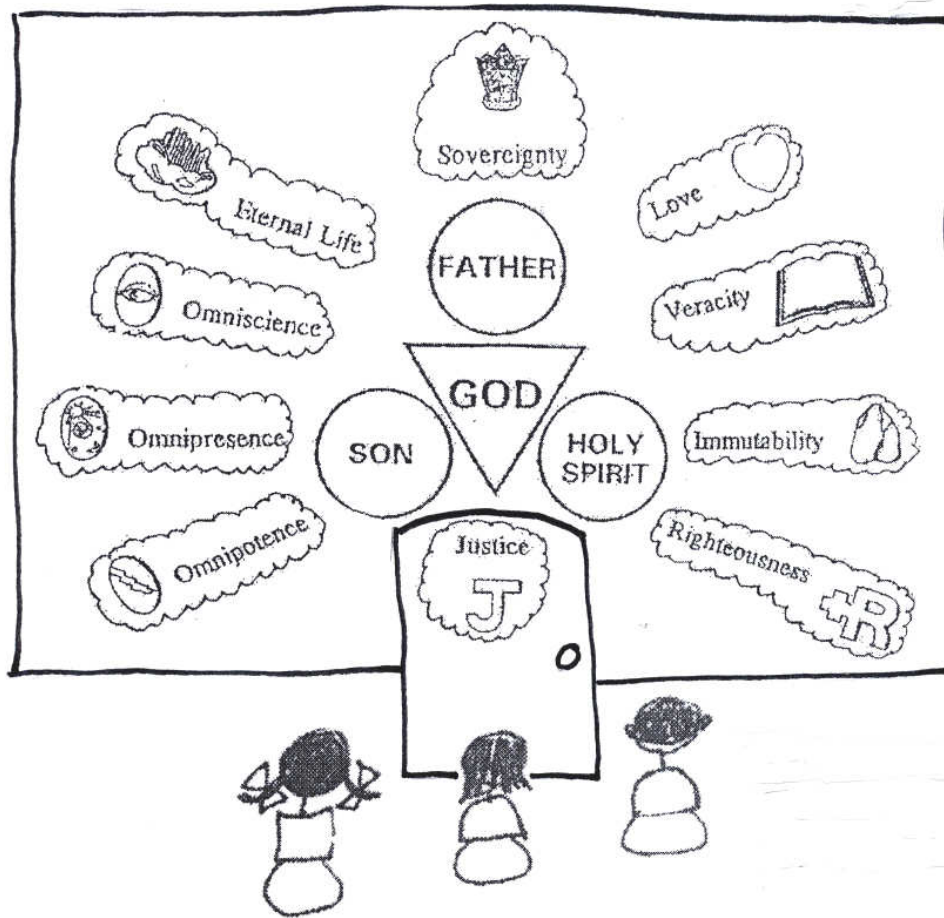 Sovereignty
Eternal Life
Love
FATHER
Omniscience
Veracity
GOD
Omnipresence
SON
HOLY
SPIRIT
Immutability
Omnipotence
Justice
J
Righteousness
+R